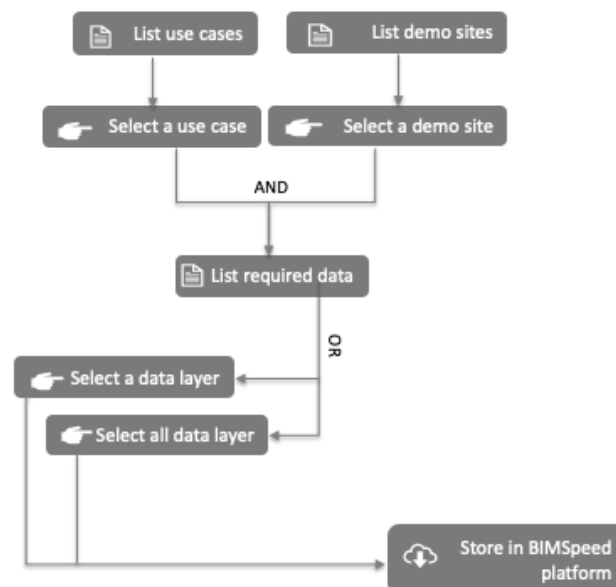 List use cases
List demo sites
Select a use case
Select a demo site
AND
List required data
OR
Select a data layer
Select all data layer
Store in BIMSpeed
platform